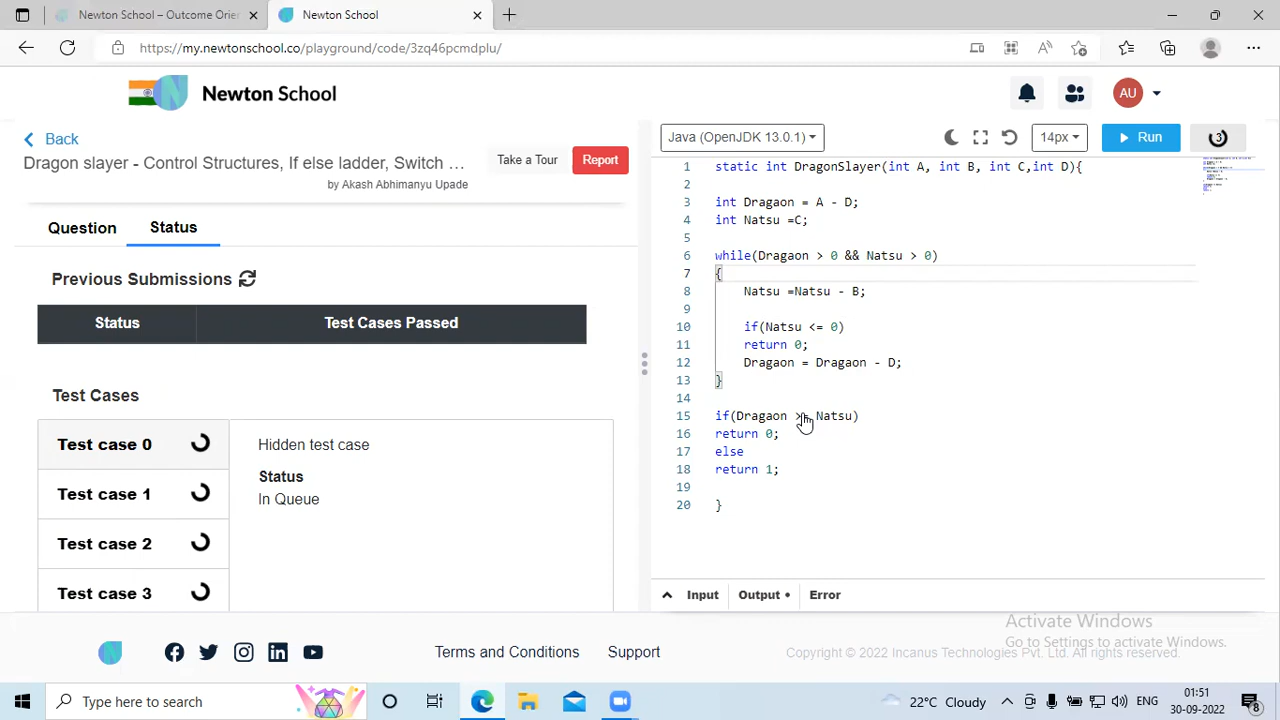 Newton School – Outcome Orie
Newton School
https://my.newtonschool.co/playground/code/3zq46pcmdplu/
Newton School
AU
Back
Dragon slayer - Control Structures, If else ladder, Switch ...
by Akash Abhimanyu Upade
Take a Tour
Report
Question
Status
Previous Submissions
Status
Test Cases Passed
Test Cases
Test case 0
Test case 1
Test case 2
Test case 3
Hidden test case
Status
In Queue
Java (OpenJDK 13.0.1)
14px
Run
3
1 static int DragonSlayer(int A, int B, int C,int D){
2
3 int Dragaon = A - D;
4 int Natsu =C;
5
6 while(Dragaon > 0 && Natsu > 0)
7 {
8 Natsu =Natsu - B;
9
10 if(Natsu <= 0)
11 return 0;
12 Dragaon = Dragaon - D;
13 }
14
15 if(Dragaon Natsu)
16 return 0;
17 else
18 return 1;
19
20 }
Input
Output •
Error
Activate Windows
Go to Settings to activate Windows.
Terms and Conditions
Support
Copyright © 2022 Incanus Technologies Pvt. Ltd. All rights reserved.
Type here to search
22°C Cloudy
ENG
01:51
30-09-2022
8